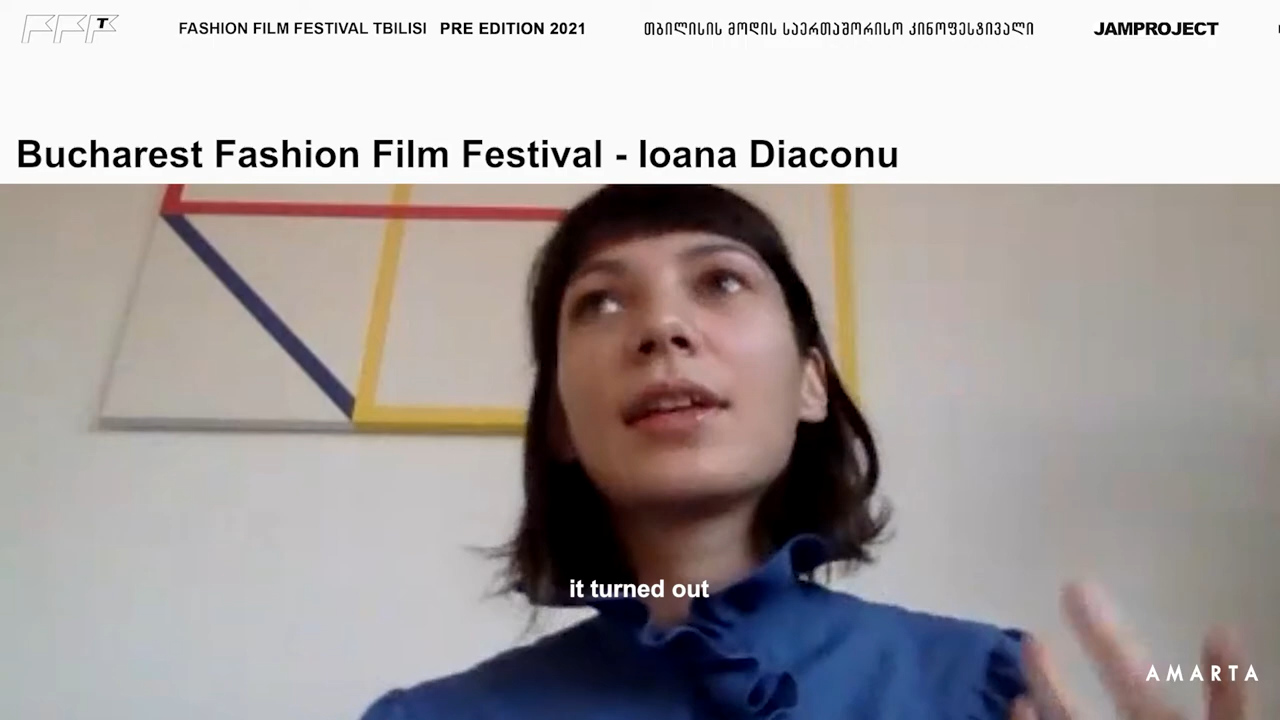 FFFT
FASHION FILM FESTIVAL TBILISI PRE EDITION 2021 თბილისის მოდის საერთაშორისო კინოფესტივალი JAMPROJECT
Bucharest Fashion Film Festival - Ioana Diaconu
it turned out
AMARTA